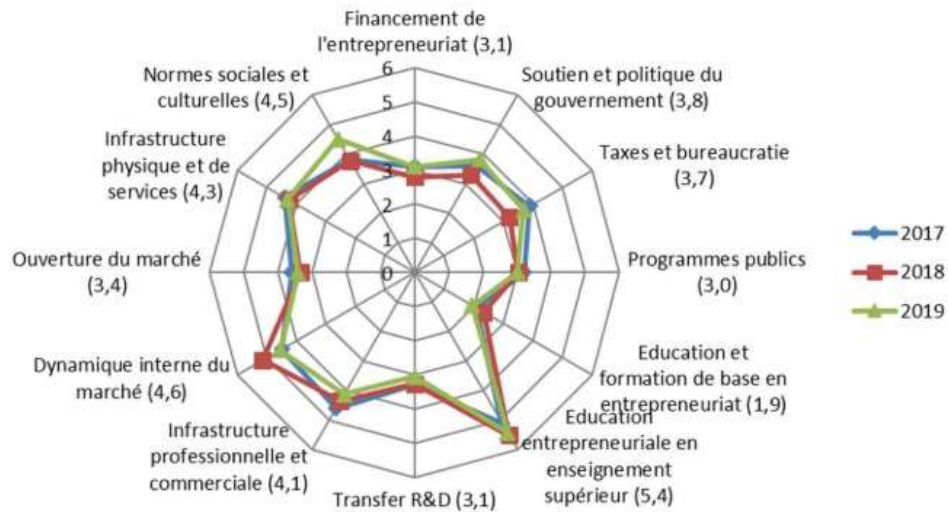 Financement de
l'entrepreneuriat (3,1)
Soutien et politique du
gouvernement (3,8)
Taxes et bureaucratie
(3,7)
Programmes publics
(3,0)
Education et
formation de base en
entrepreneuriat (1,9)
Education
entrepreneuriale en
enseignement
supérieur (5,4)
Transfer R&D (3,1)
Infrastructure
professionnelle et
commerciale (4,1)
Dynamique interne du
marché (4,6)
Ouverture du marché
(3,4)
Infrastructure
physique et de
services (4,3)
Normes sociales et
culturelles (4,5)
6
5
4
3
2
1
0
2017
2018
2019